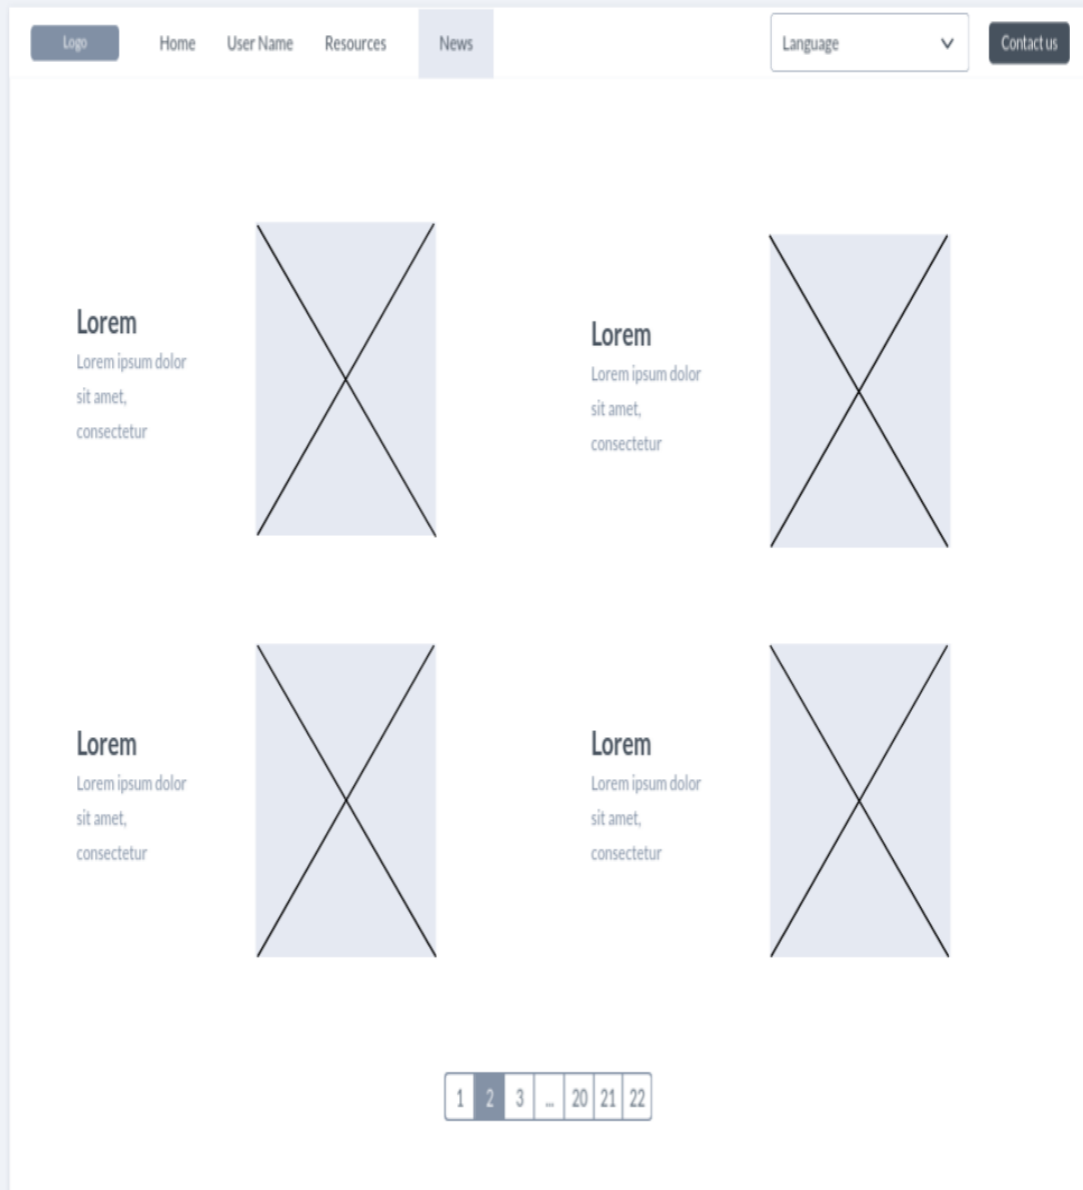 Logo Home User Name Resources News Language Contact us
Lorem
Lorem ipsum dolor
sit amet,
consectetur
Lorem
Lorem ipsum dolor
sit amet,
consectetur
Lorem
Lorem ipsum dolor
sit amet,
consectetur
Lorem
Lorem ipsum dolor
sit amet,
consectetur
1 2 3 ... 20 21 22